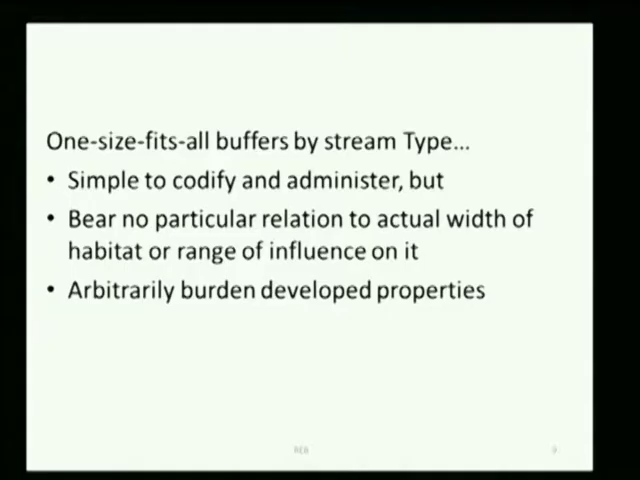 One-size-fits-all buffers by stream Type...
• Simple to codify and administer, but
• Bear no particular relation to actual width of
habitat or range of influence on it
• Arbitrarily burden developed properties
9